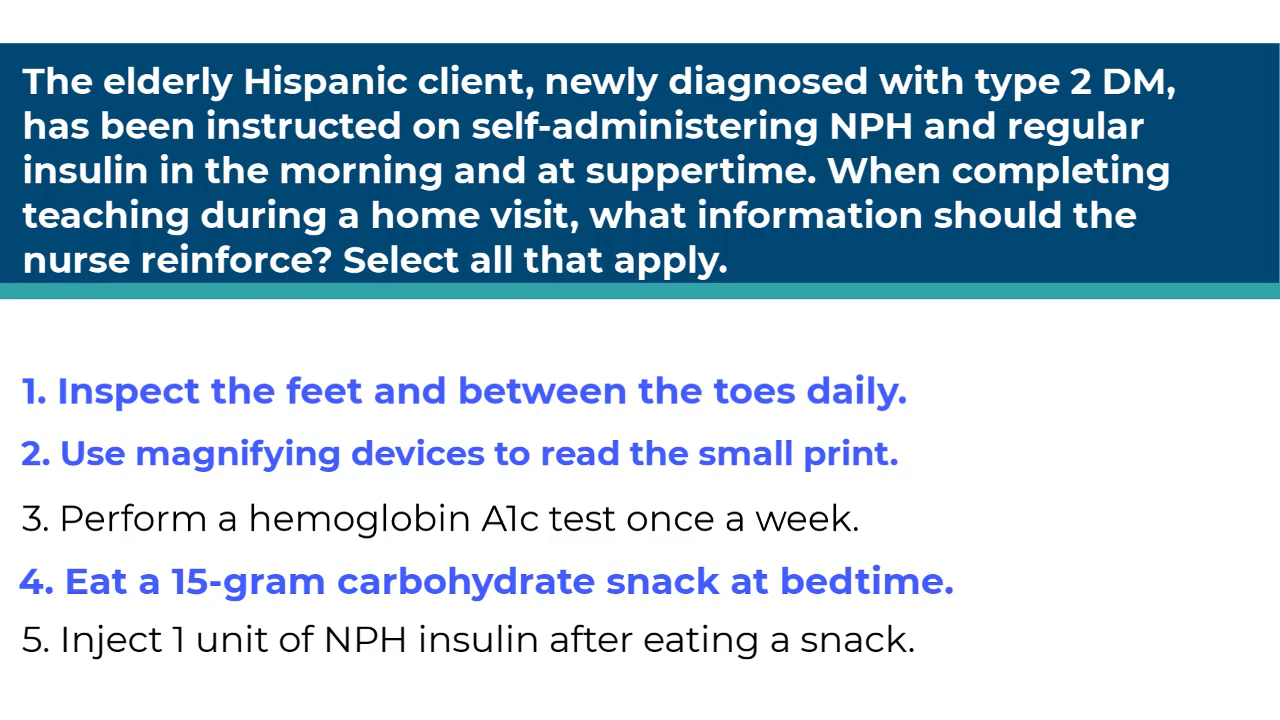 The elderly Hispanic client, newly diagnosed with type 2 DM,
has been instructed on self-administering NPH and regular
insulin in the morning and at suppertime. When completing
teaching during a home visit, what information should the
nurse reinforce? Select all that apply.
1. Inspect the feet and between the toes daily.
2. Use magnifying devices to read the small print.
3. Perform a hemoglobin A1c test once a week.
4. Eat a 15-gram carbohydrate snack at bedtime.
5. Inject 1 unit of NPH insulin after eating a snack.